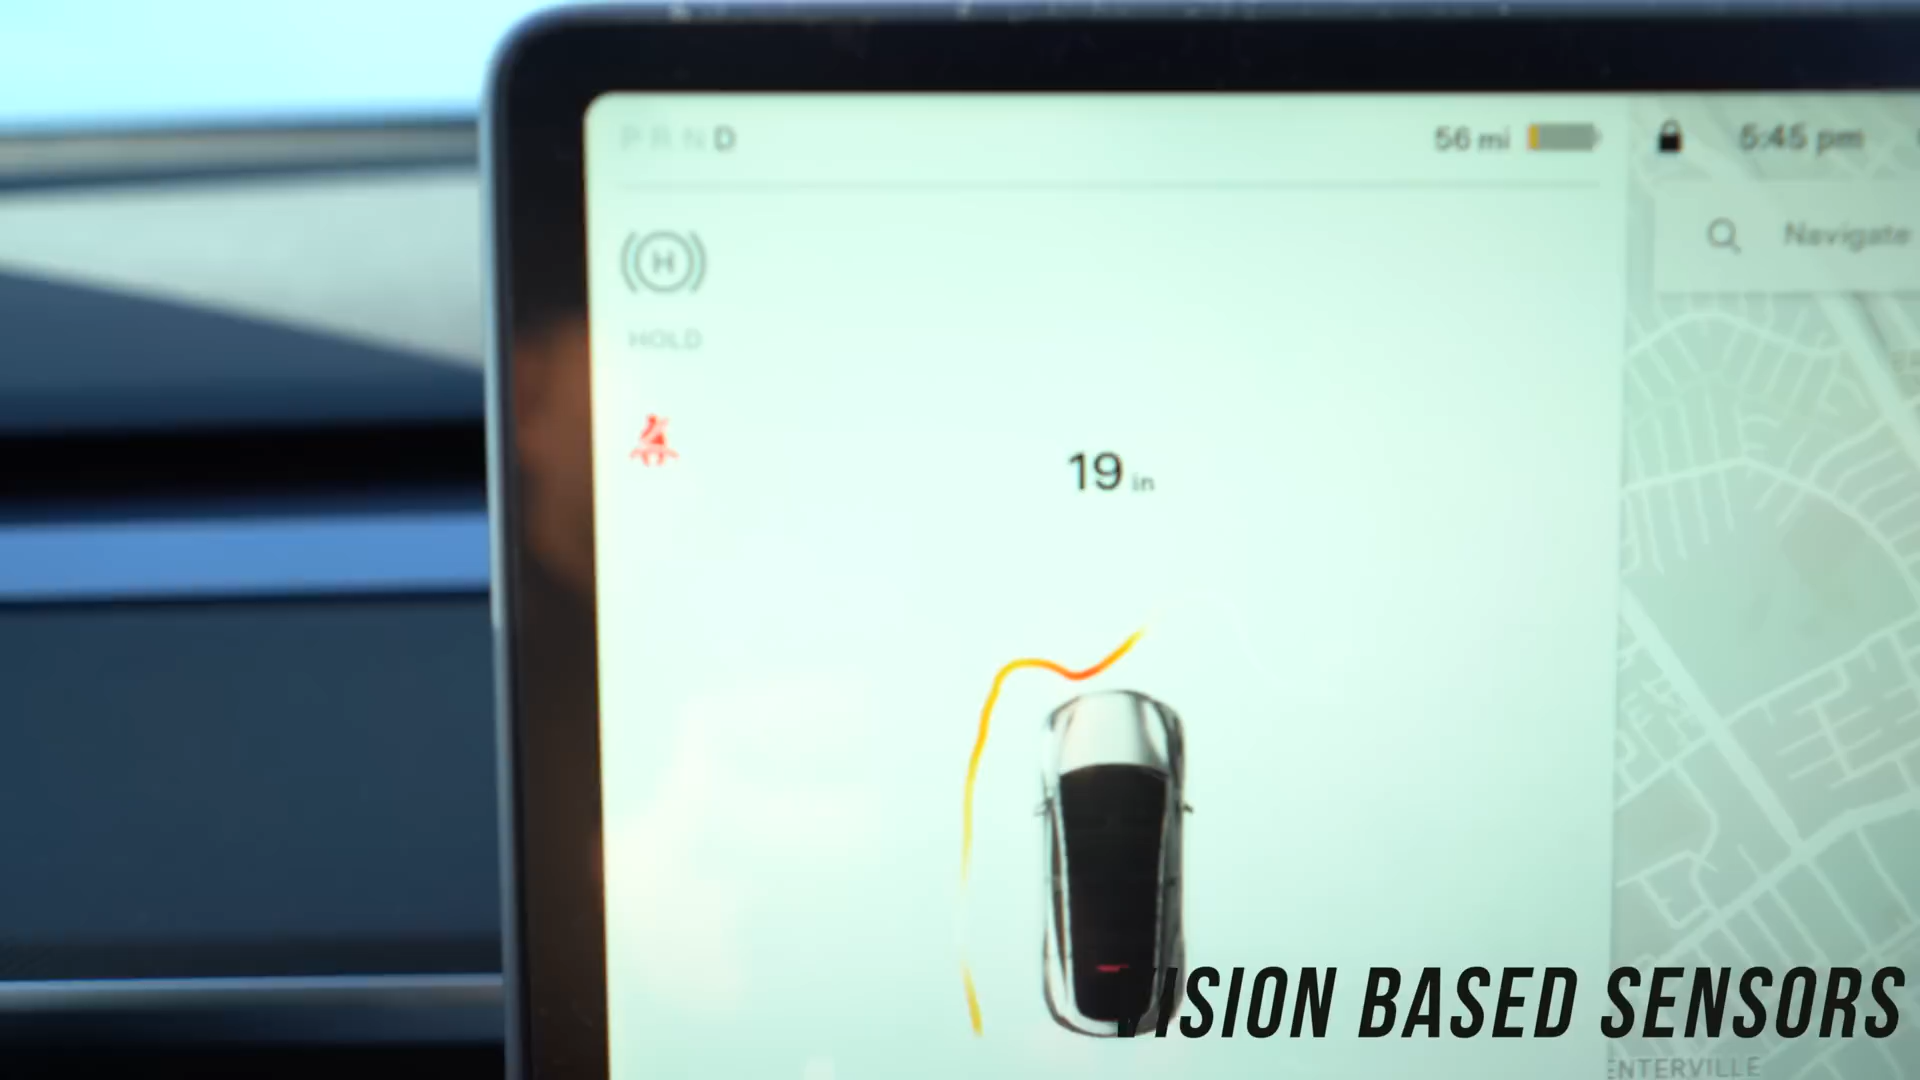 P R N D
56 mi
5:45 pm
Navigate
H
HOLD
19 in
VISION BASED SENSORS
ENTERVILLE